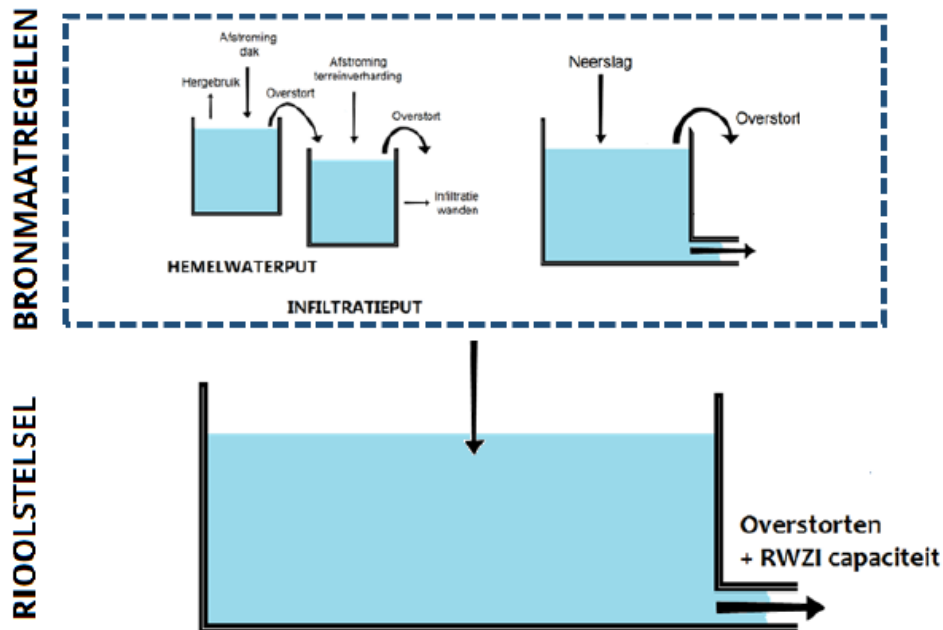 BRONMAATREGELEN
Afstroming
dak
Hergebruik
Overstort
Afstroming
terreinverharding
Overstort
Infiltratie
wanden
HEMELWATERPUT
INFILTRATIEPUT
Neerslag
Overstort
RIOOLSTELSEL
Overstorten
+ RWZI capaciteit